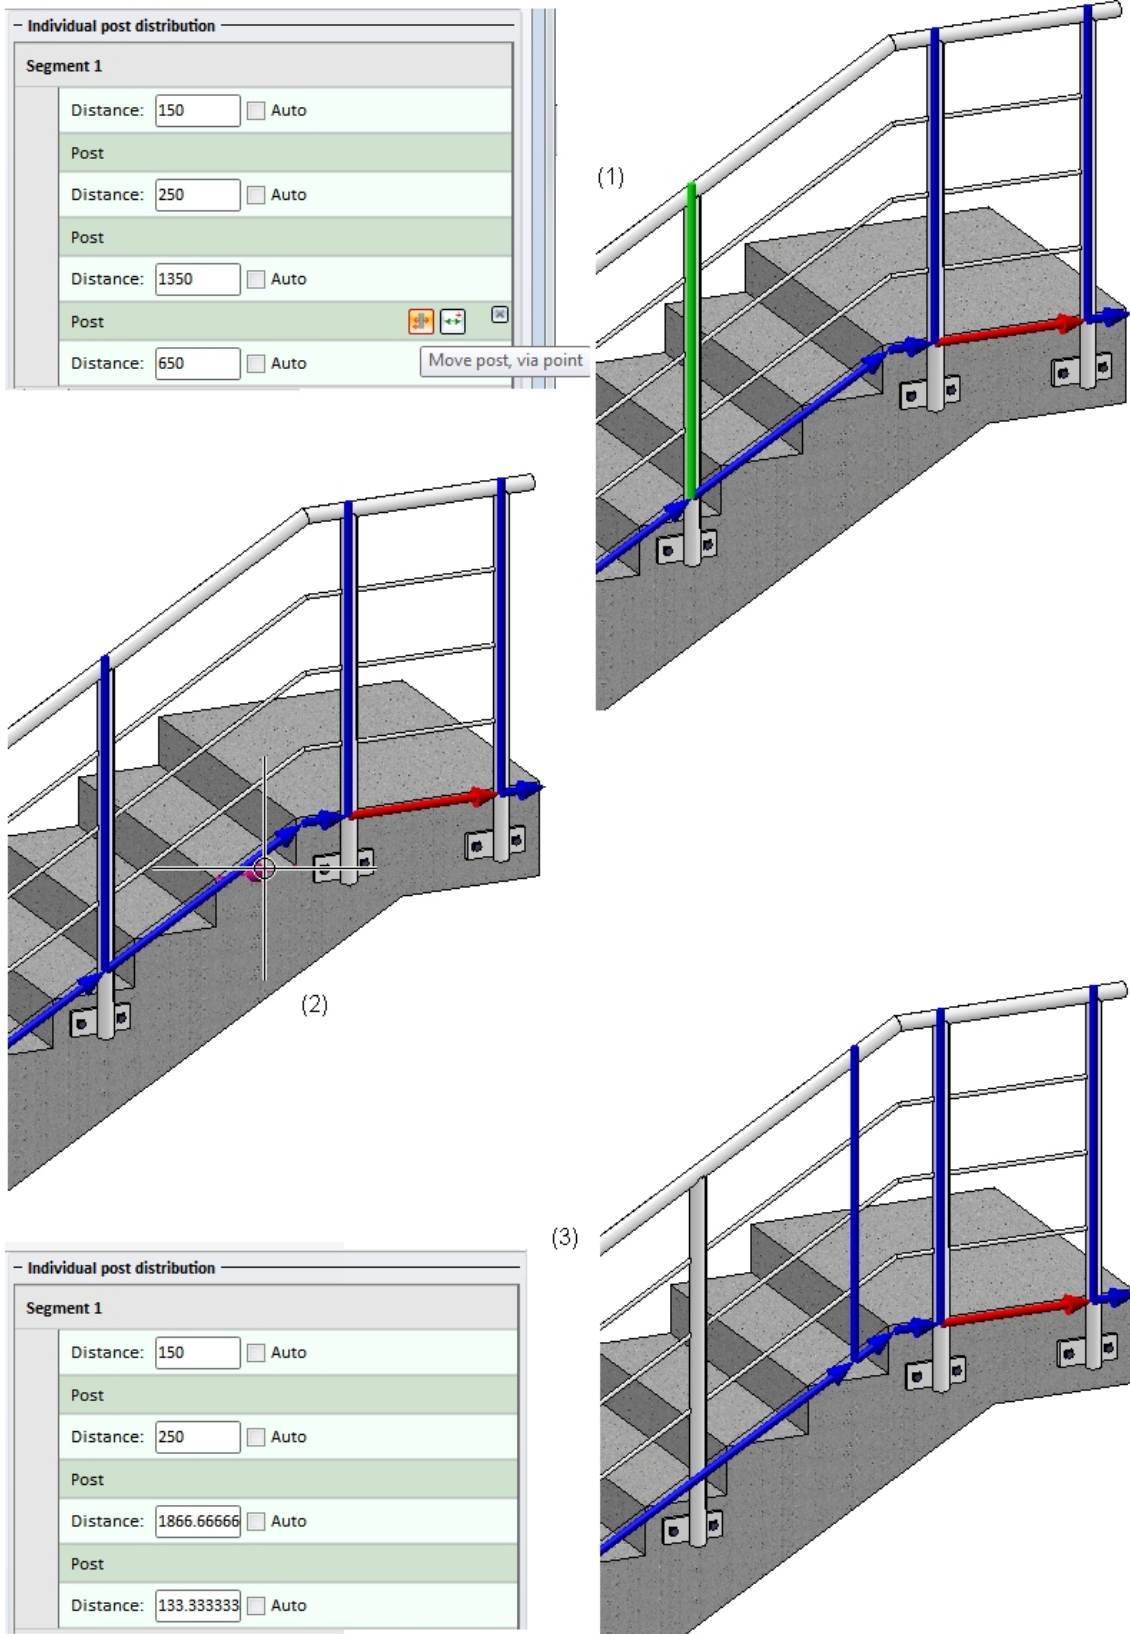 Individual post distribution
Segment 1
Distance: 150 Auto
Post
Distance: 250 Auto
Post
Distance: 1350 Auto
Post
Distance: 650 Auto
Move post, via point
(1)
(2)
(3)
Individual post distribution
Segment 1
Distance: 150 Auto
Post
Distance: 250 Auto
Post
Distance: 1866.66666 Auto
Post
Distance: 133.333333 Auto